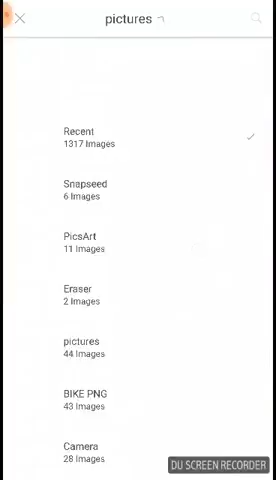 pictures
Recent
1317 Images
Snapseed
6 Images
PicsArt
11 Images
Eraser
2 Images
pictures
44 Images
BIKE PNG
43 Images
Camera
28 Images
DU SCREEN RECORDER